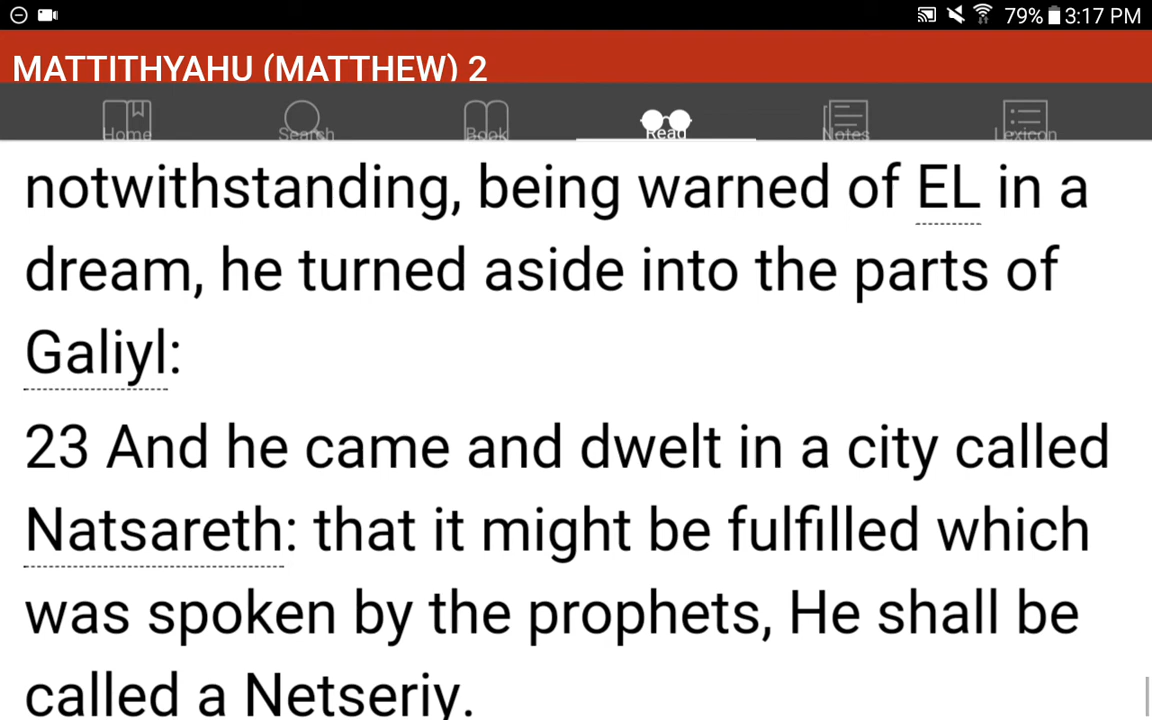 79% 3:17 PM
MATTITHYAHU (MATTHEW) 2
Home Search Book Read Notes Lexicon
notwithstanding, being warned of EL in a
dream, he turned aside into the parts of
Galiyl:
23 And he came and dwelt in a city called
Natsareth: that it might be fulfilled which
was spoken by the prophets, He shall be
called a Netseriy.